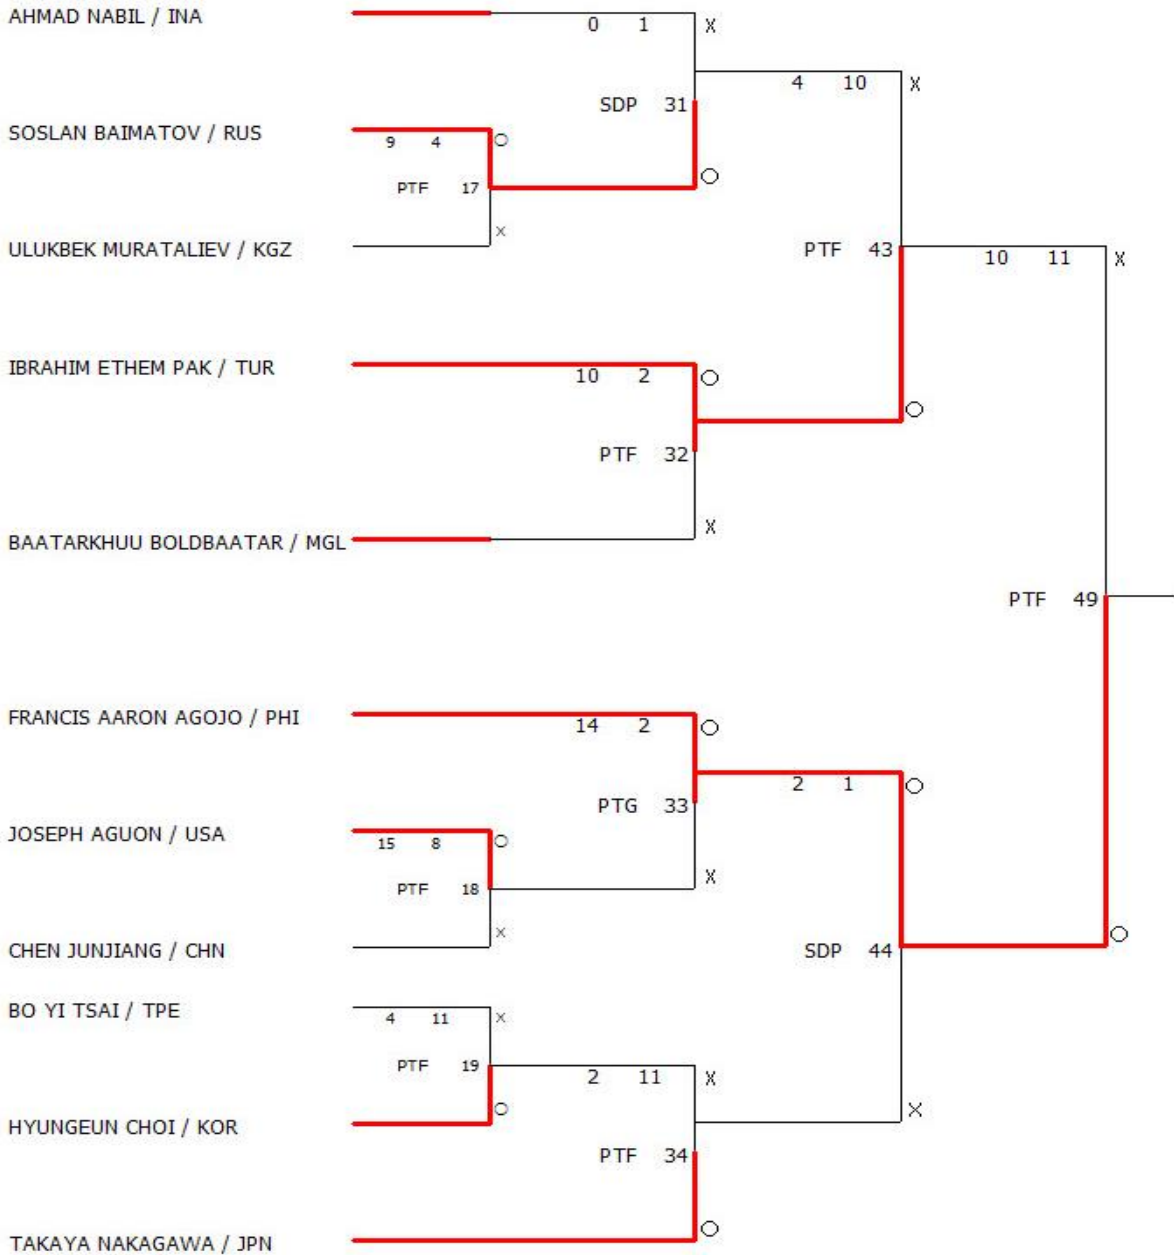 AHMAD NABIL / INA
0 1 X
4 10 X
SDP 31
SOSLAN BAIMATOV / RUS
9 4 O
PTF 17
O
X
ULUKBEK MURATALIEV / KGZ
PTF 43
10 11 X
IBRAHIM ETHEM PAK / TUR
10 2 O
O
PTF 32
X
BAATARKHUU BOLDBAATAR / MGL
PTF 49
FRANCIS AARON AGOJO / PHI
14 2 O
2 1 O
PTG 33
JOSEPH AGUON / USA
15 8 O
PTF 18
X
X
O
CHEN JUNJIANG / CHN
SDP 44
BO YI TSAI / TPE
4 11 X
PTF 19
2 11 X
O
X
HYUNGEUN CHOI / KOR
PTF 34
O
TAKAYA NAKAGAWA / JPN